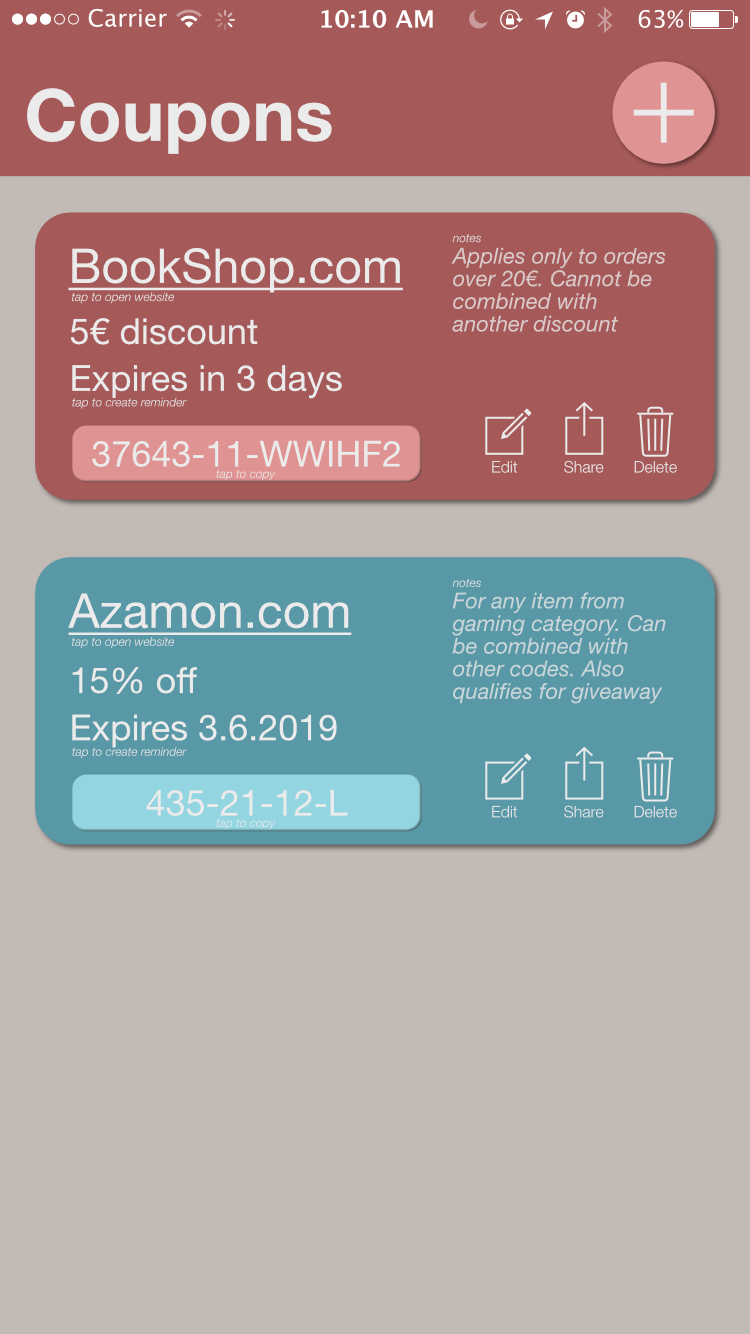 Carrier 10:10 AM 63%
Coupons
BookShop.com
tap to open website
5€ discount
Expires in 3 days
tap to create reminder
37643-11-WWIHF2
tap to copy
notes
Applies only to orders
over 20€. Cannot be
combined with
another discount
Edit Share Delete
Azamon.com
tap to open website
15% off
Expires 3.6.2019
tap to create reminder
435-21-12-L
tap to copy
notes
For any item from
gaming category. Can
be combined with
other codes. Also
qualifies for giveaway
Edit Share Delete